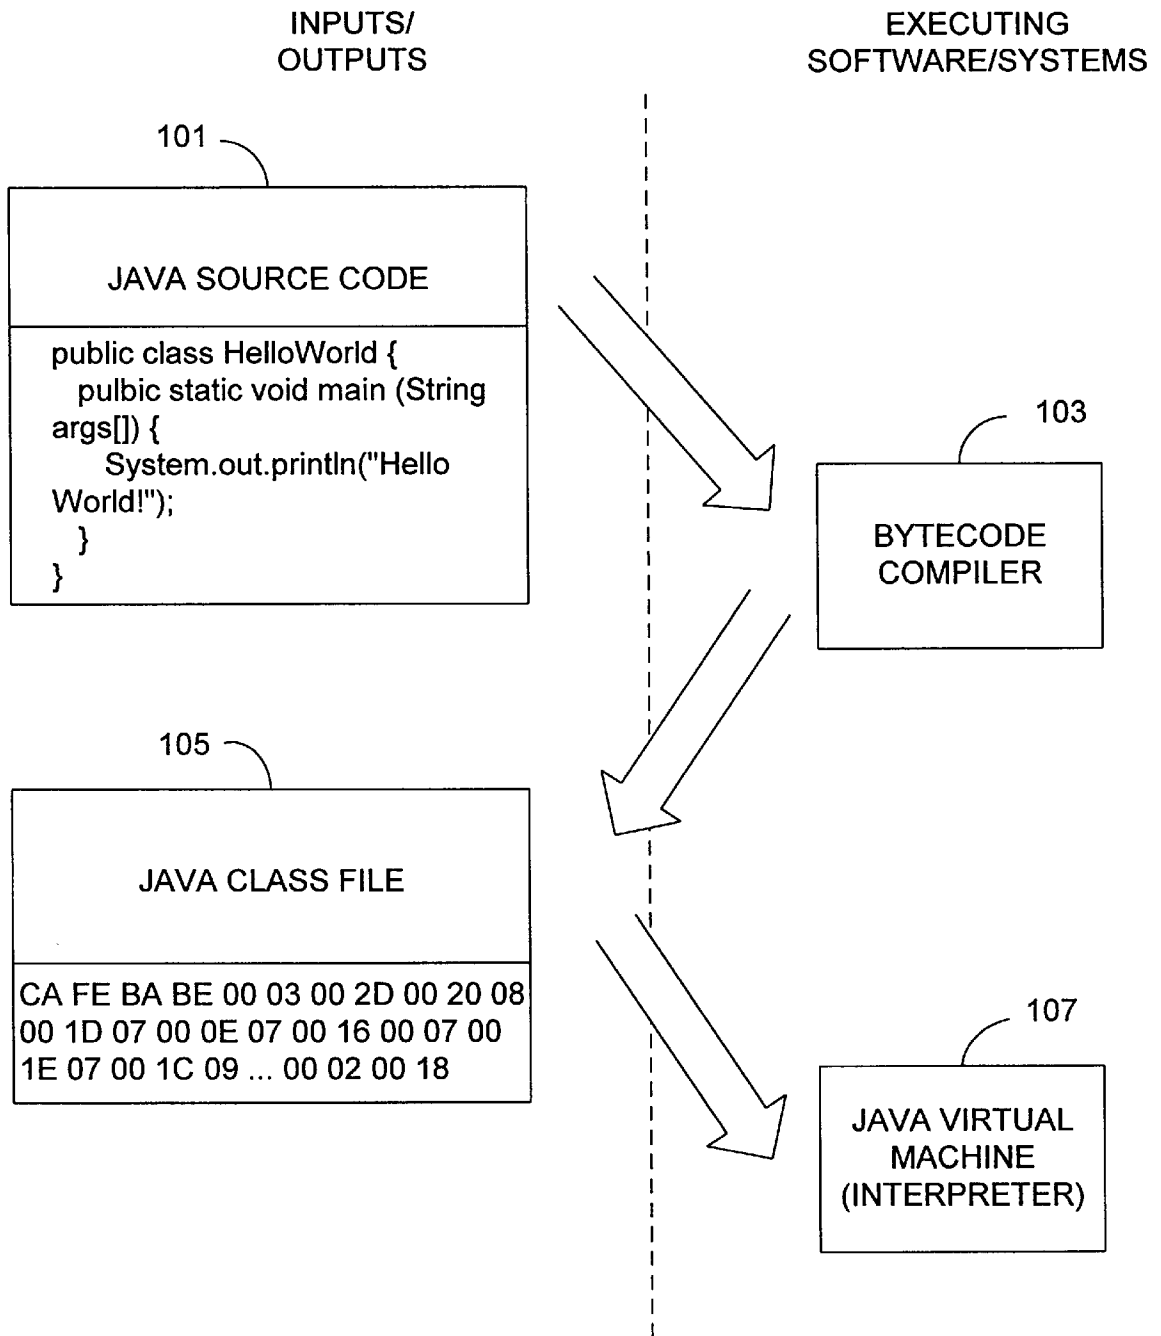 INPUTS/
OUTPUTS
EXECUTING
SOFTWARE/SYSTEMS
101
JAVA SOURCE CODE
public class HelloWorld {
pulbic static void main (String
args[]) {
System.out.println("Hello
World!");
}
}
103
BYTECODE
COMPILER
105
JAVA CLASS FILE
CA FE BA BE 00 03 00 2D 00 20 08
00 1D 07 00 0E 07 00 16 00 07 00
1E 07 00 1C 09 ... 00 02 00 18
107
JAVA VIRTUAL
MACHINE
(INTERPRETER)